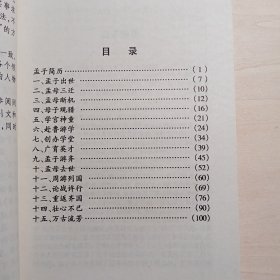 目 录
孟子简历 (1)
一、孟子出世 (7)
二、孟母三迁 (10)
三、孟母断机 (12)
四、母子观猎 (16)
五、学宫神童 (21)
六、赴鲁游学 (24)
七、创办学堂 (31)
八、广育英才 (34)
九、孟子游齐 (39)
十、孟母去世 (52)
十一、周游列国 (60)
十二、论战许行 (69)
十三、重返齐国 (76)
十四、壮心不已 (90)
十五、万古流芳 (100)